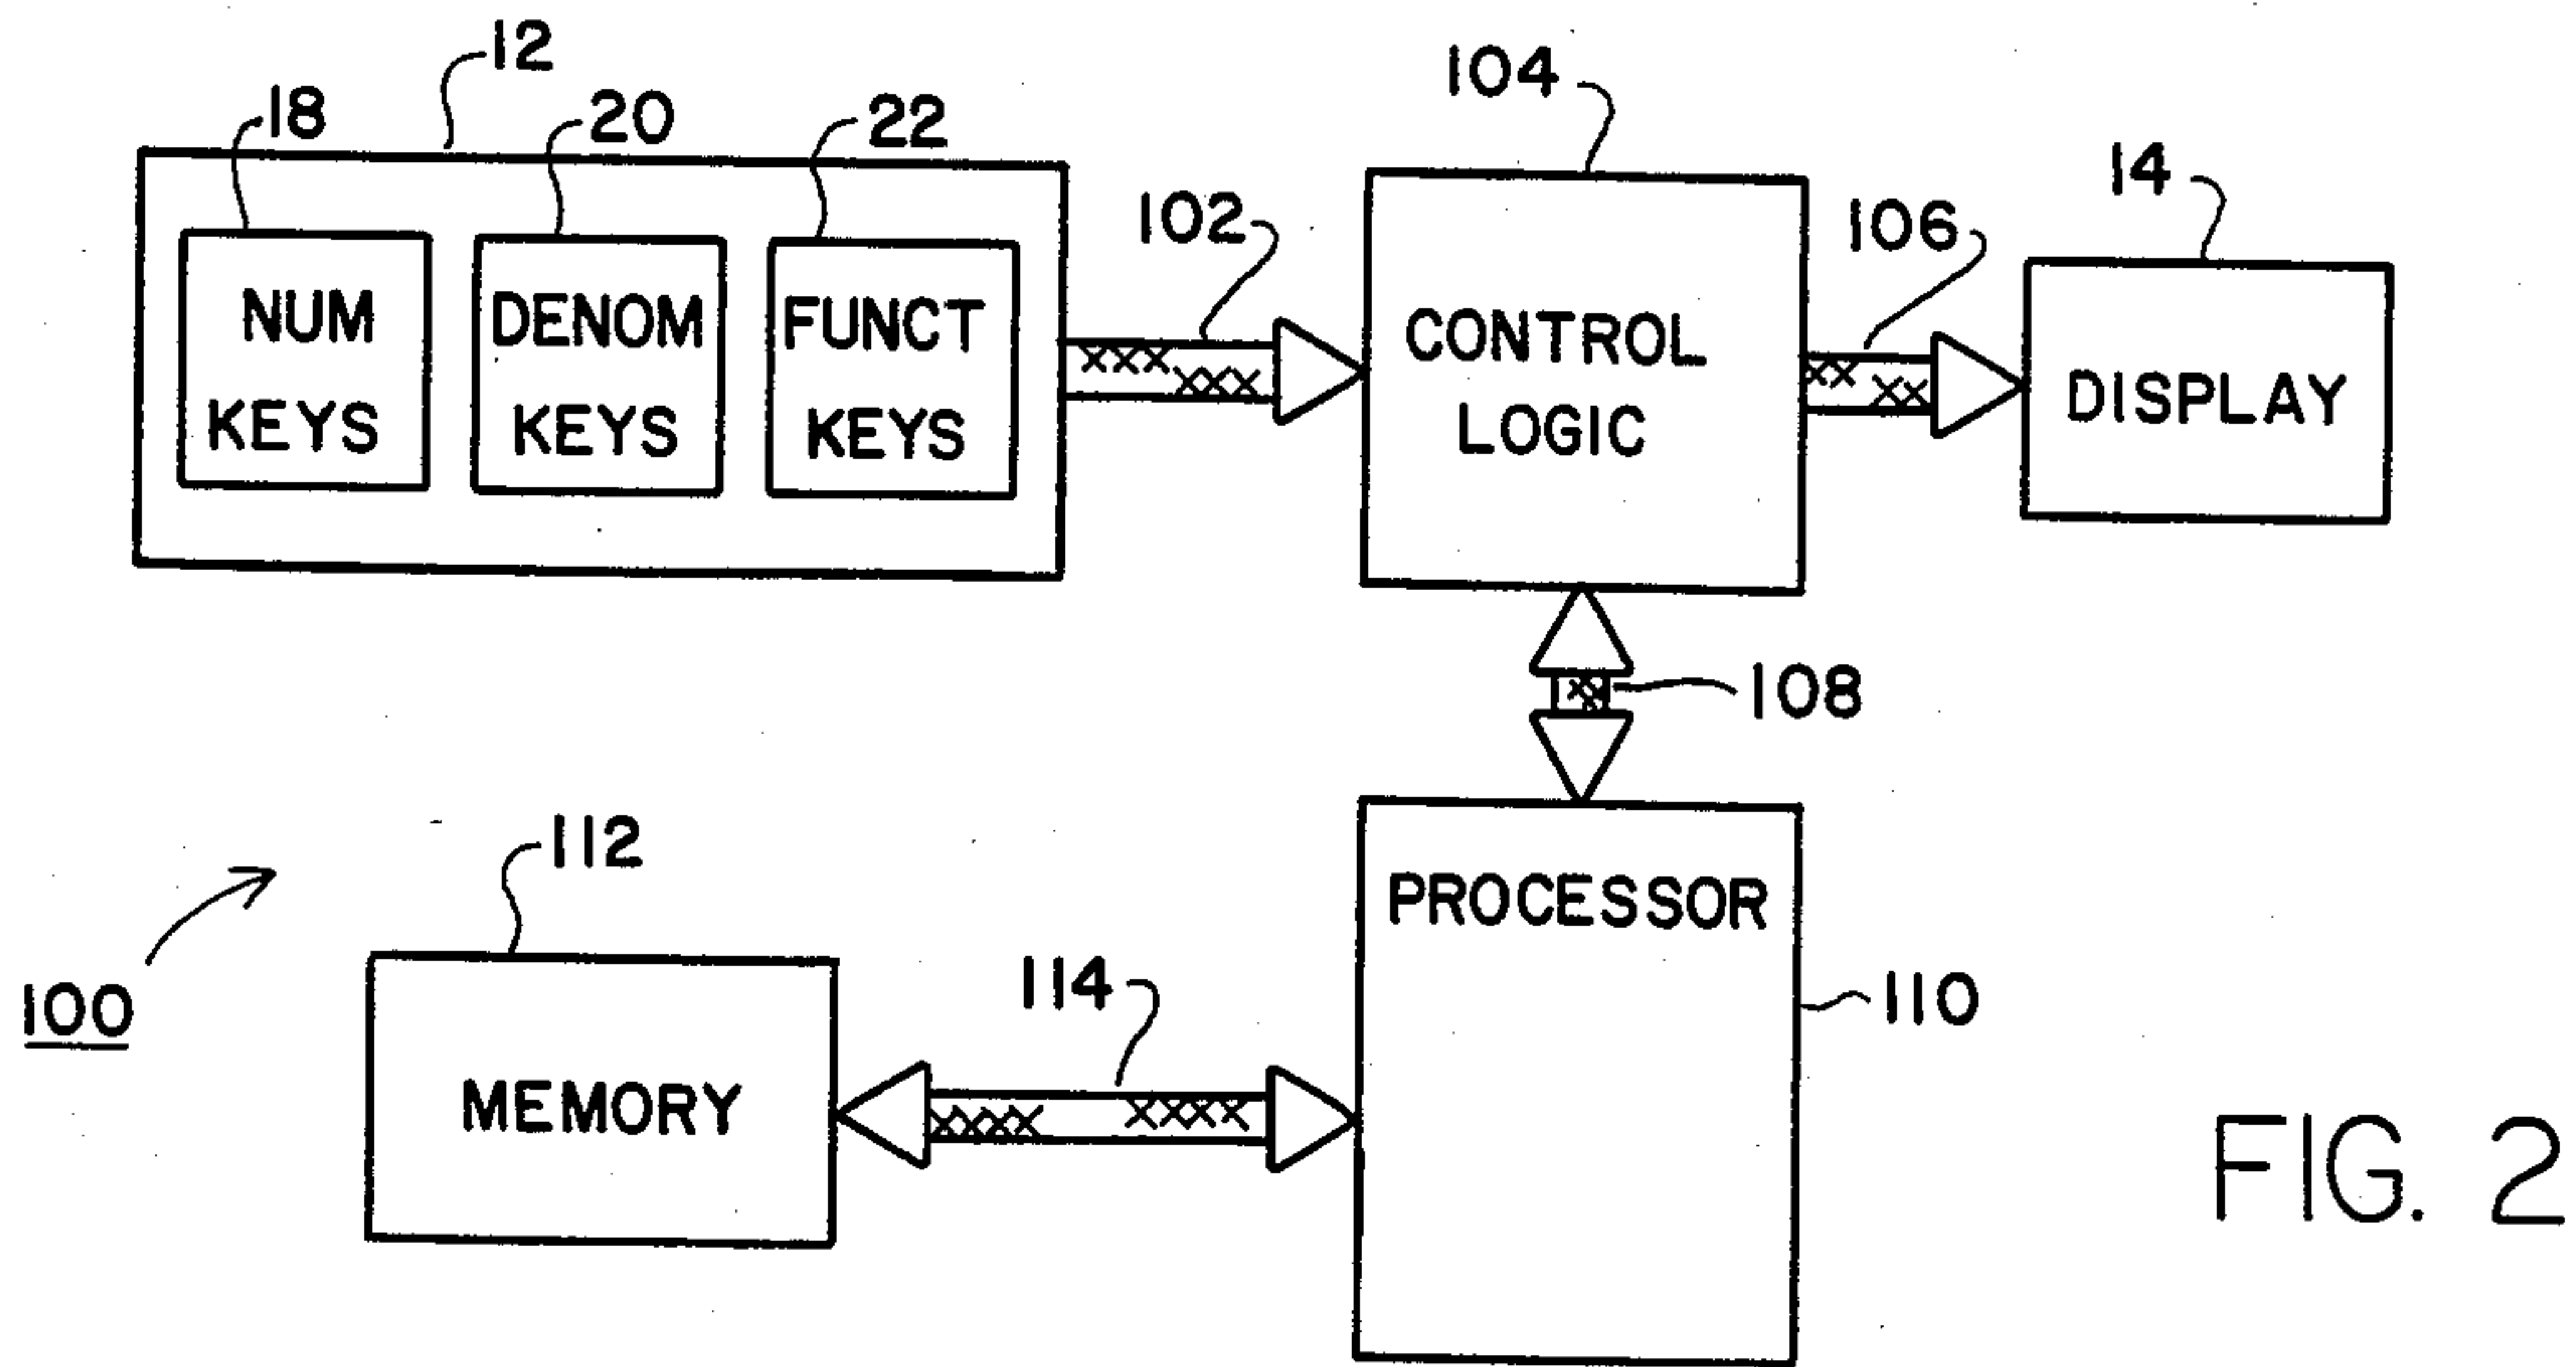 12
18
20
22
NUM
KEYS
DENOM
KEYS
FUNCT
KEYS
102
104
CONTROL
LOGIC
106
14
DISPLAY
108
PROCESSOR
110
112
MEMORY
114
100
FIG. 2